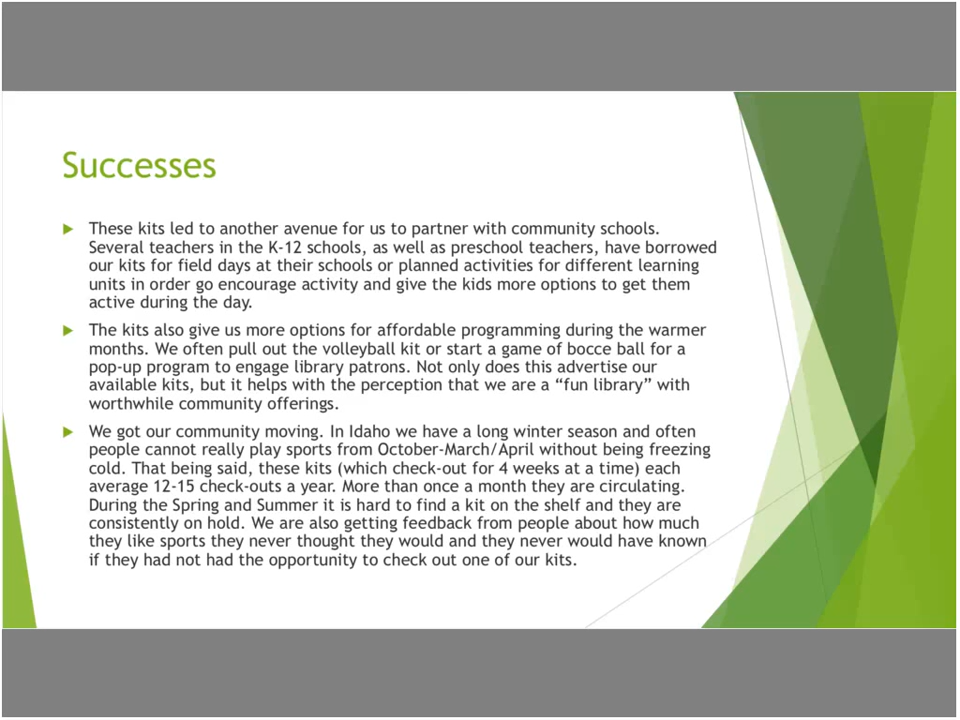 Successes
These kits led to another avenue for us to partner with community schools.
Several teachers in the K-12 schools, as well as preschool teachers, have borrowed
our kits for field days at their schools or planned activities for different learning
units in order go encourage activity and give the kids more options to get them
active during the day.
The kits also give us more options for affordable programming during the warmer
months. We often pull out the volleyball kit or start a game of bocce ball for a
pop-up program to engage library patrons. Not only does this advertise our
available kits, but it helps with the perception that we are a “fun library” with
worthwhile community offerings.
We got our community moving. In Idaho we have a long winter season and often
people cannot really play sports from October-March/April without being freezing
cold. That being said, these kits (which check-out for 4 weeks at a time) each
average 12-15 check-outs a year. More than once a month they are circulating.
During the Spring and Summer it is hard to find a kit on the shelf and they are
consistently on hold. We are also getting feedback from people about how much
they like sports they never thought they would and they never would have known
if they had not had the opportunity to check out one of our kits.